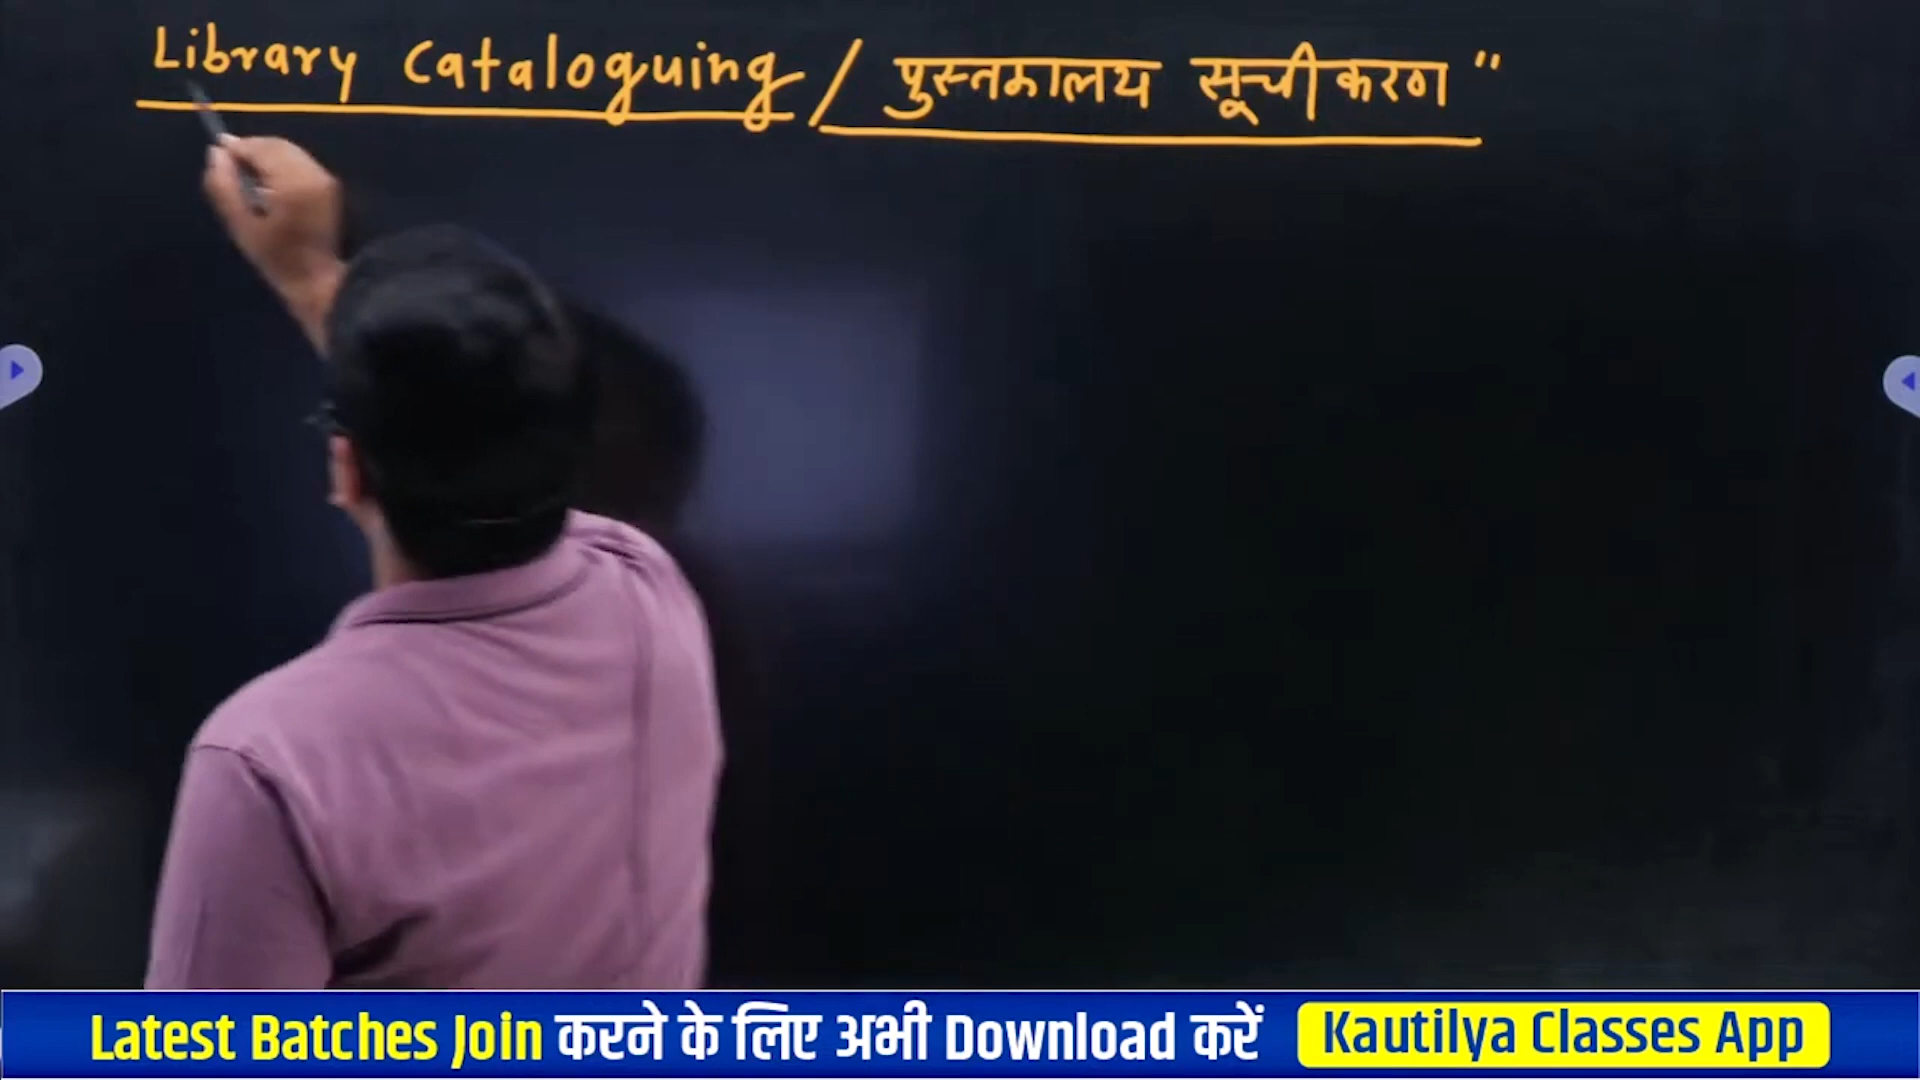 Library Cataloguing / पुस्तकालय सूचीकरण "
Latest Batches Join करने के लिए अभी Download करें Kautilya Classes App